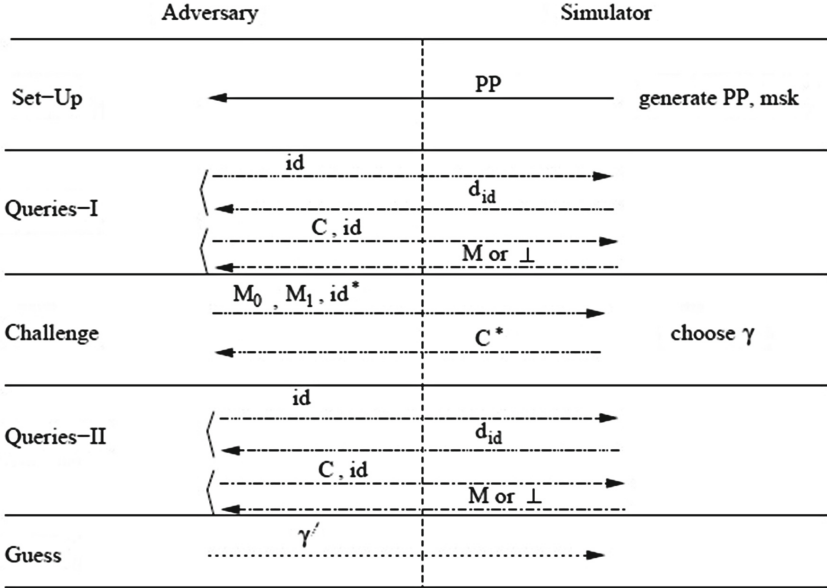 Adversary Simulator
Set-Up PP generate PP, msk
id
d_id
Queries-I
C , id
M or ⊥
M_0 , M_1 , id*
Challenge C* choose γ
id
Queries-II d_id
C , id
M or ⊥
Guess γ′